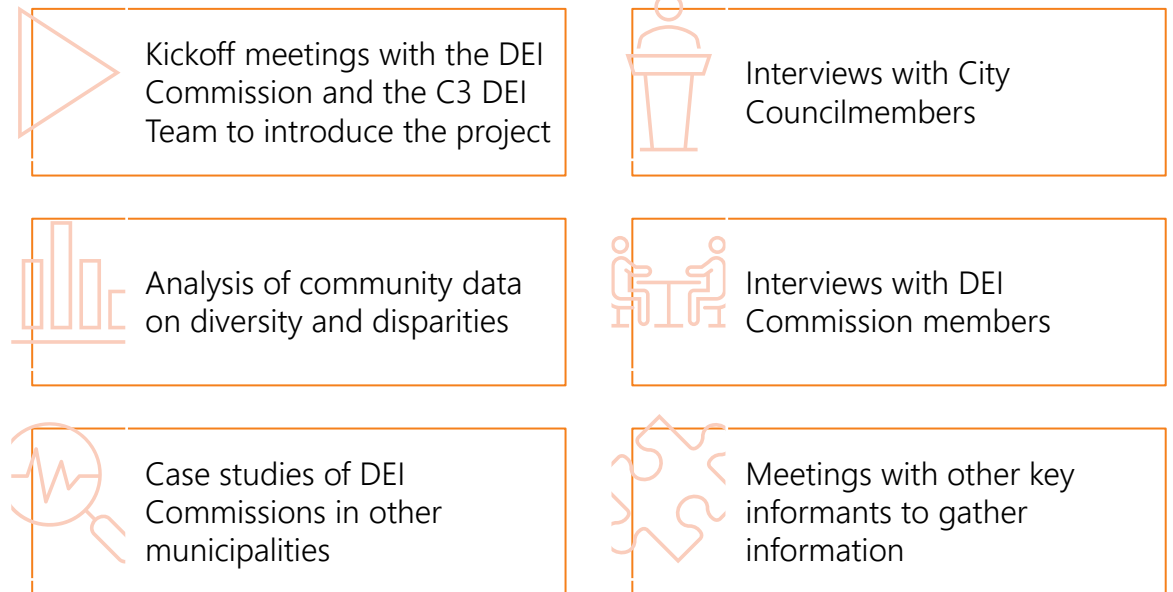 Kickoff meetings with the DEI
Commission and the C3 DEI
Team to introduce the project
Interviews with City
Councilmembers
Analysis of community data
on diversity and disparities
Interviews with DEI
Commission members
Case studies of DEI
Commissions in other
municipalities
Meetings with other key
informants to gather
information